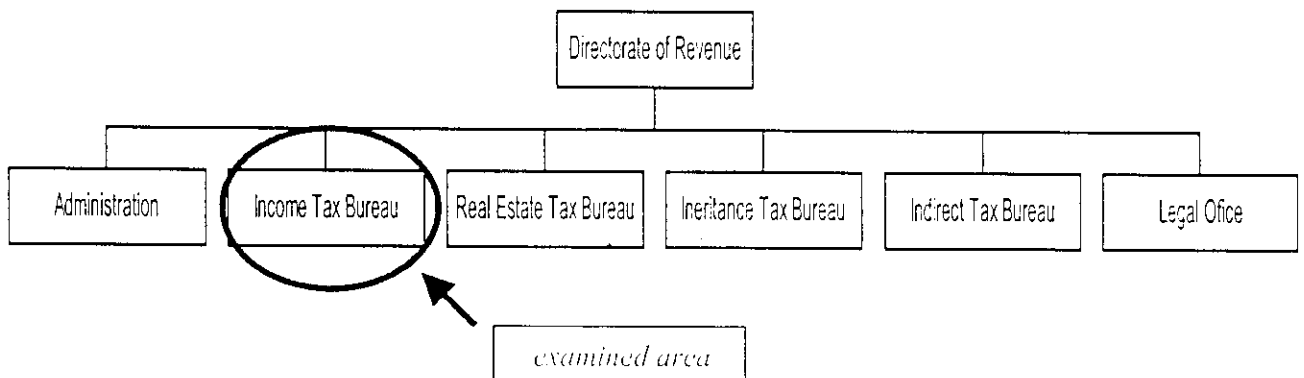 Directorate of Revenue
Administration
Income Tax Bureau
Real Estate Tax Bureau
Ineritance Tax Bureau
Indirect Tax Bureau
Legal Ofice
examined area